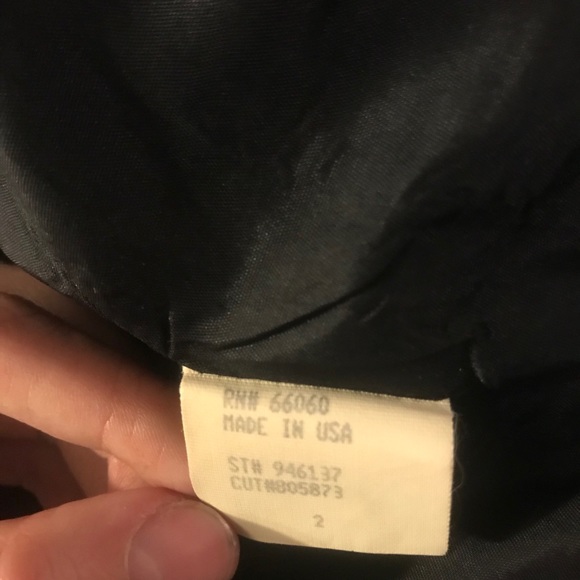 RN# 66060
MADE IN USA
ST# 946137
CUT#805873
2